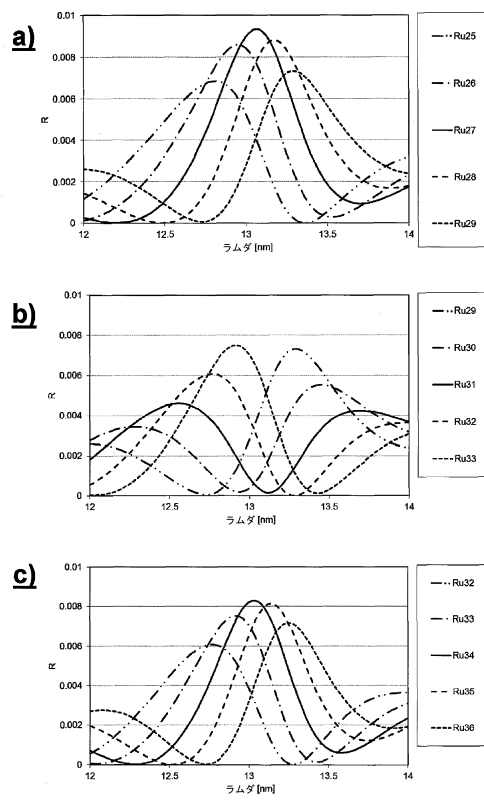 a)
0.01
0.008
0.006
0.004
0.002
0
R
12
12.5
13
13.5
14
ラムダ [nm]
Ru25
Ru26
Ru27
Ru28
Ru29
b)
0.01
0.008
0.006
0.004
0.002
0
R
12
12.5
13
13.5
14
ラムダ [nm]
Ru29
Ru30
Ru31
Ru32
Ru33
c)
0.01
0.008
0.006
0.004
0.002
0
R
12
12.5
13
13.5
14
ラムダ [nm]
Ru32
Ru33
Ru34
Ru35
Ru36